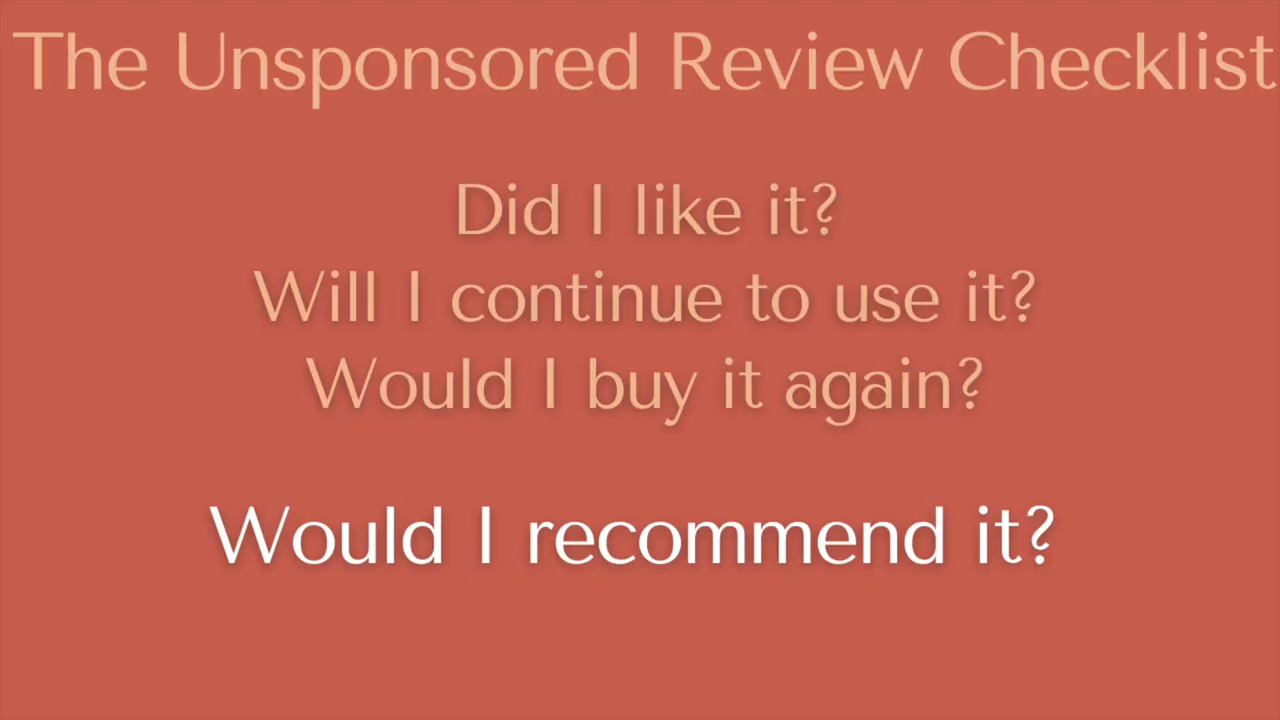 The Unsponsored Review Checklist
Did I like it?
Will I continue to use it?
Would I buy it again?
Would I recommend it?